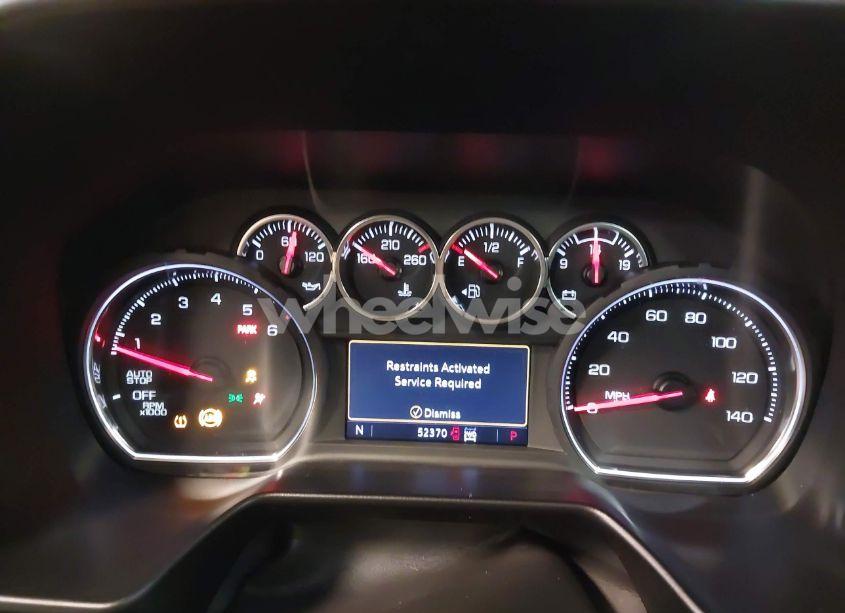 0 60 120
160 210 260
E 1/2 F
9 14 19
1 2 3 4 5 6
PARK
AUTO
STOP
OFF
RPM
x1000
wheelwise
Restraints Activated
Service Required
Dismiss
N 52370 P
0 20 40 60 80 100 120 140
MPH